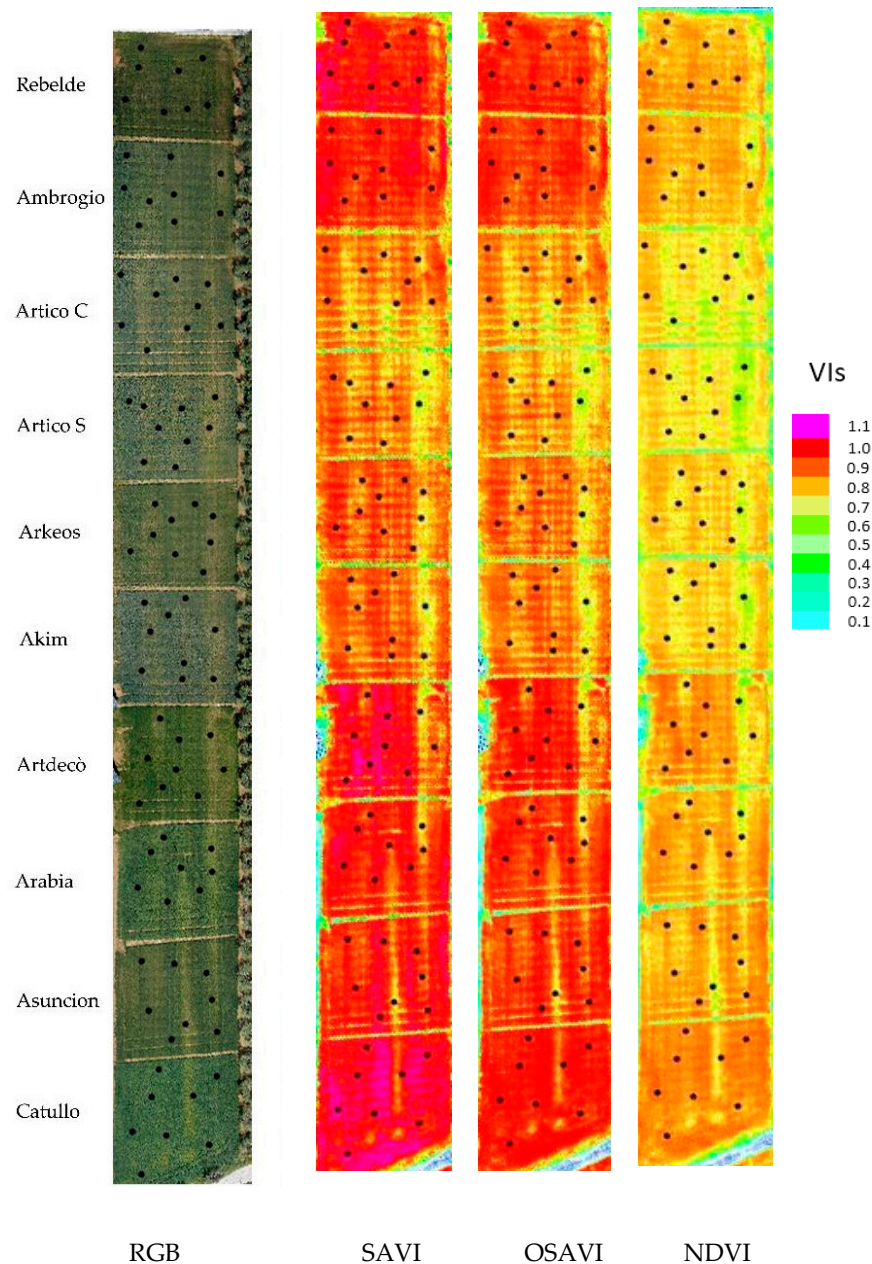 Rebelde
Ambrogio
Artico C
Artico S
Arkeos
Akim
Artdecò
Arabia
Asuncion
Catullo
VIs
1.1
1.0
0.9
0.8
0.7
0.6
0.5
0.4
0.3
0.2
0.1
RGB SAVI OSAVI NDVI